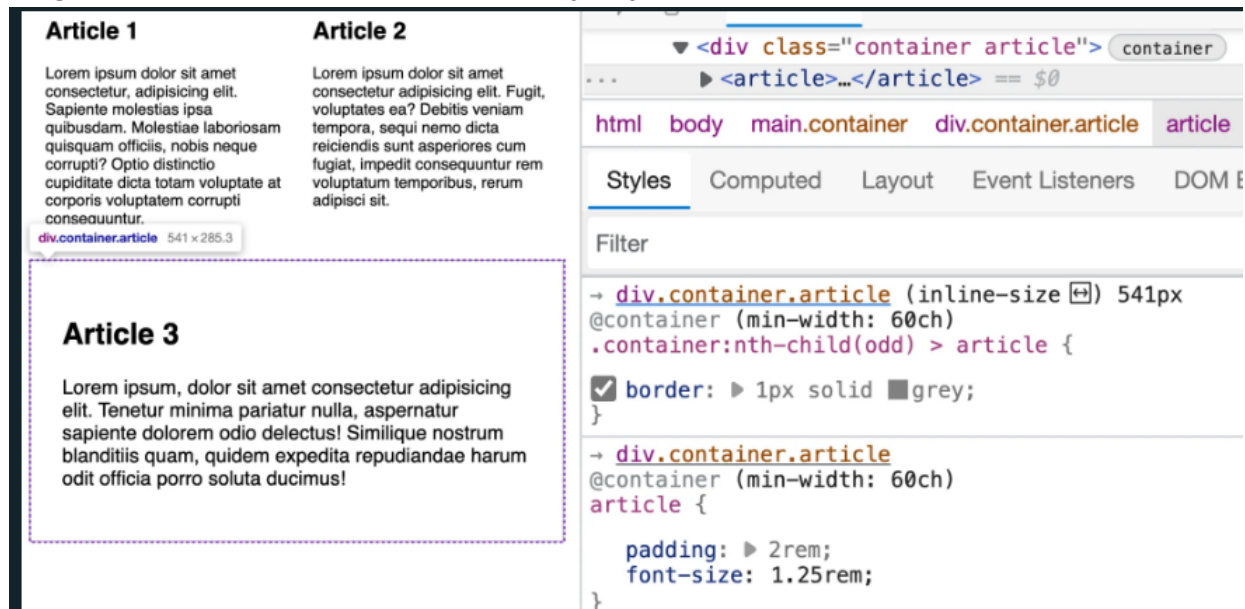 Article 1
Lorem ipsum dolor sit amet
consectetur, adipisicing elit.
Sapiente molestias ipsa
quibusdam. Molestiae laboriosam
quisquam officiis, nobis neque
corrupti? Optio distinctio
cupiditate dicta totam voluptate at
corporis voluptatem corrupti
consequuntur.
Article 2
Lorem ipsum dolor sit amet
consectetur adipisicing elit. Fugit,
voluptates ea? Debitis veniam
tempora, sequi nemo dicta
reiciendis sunt asperiores cum
fugiat, impedit consequuntur rem
voluptatum temporibus, rerum
adipisci sit.
div.container.article 541 × 285.3
Article 3
Lorem ipsum, dolor sit amet consectetur adipisicing
elit. Tenetur minima pariatur nulla, aspernatur
sapiente dolorem odio delectus! Similique nostrum
blanditiis quam, quidem expedita repudiandae harum
odit officia porro soluta ducimus!
▼ <div class="container article"> container
... ▶ <article>…</article> == $0
html body main.container div.container.article article
Styles Computed Layout Event Listeners DOM
Filter
→ div.container.article (inline-size ↔) 541px
@container (min-width: 60ch)
.container:nth-child(odd) > article {
border: ▶ 1px solid grey;
}
→ div.container.article
@container (min-width: 60ch)
article {
padding: ▶ 2rem;
font-size: 1.25rem;
}